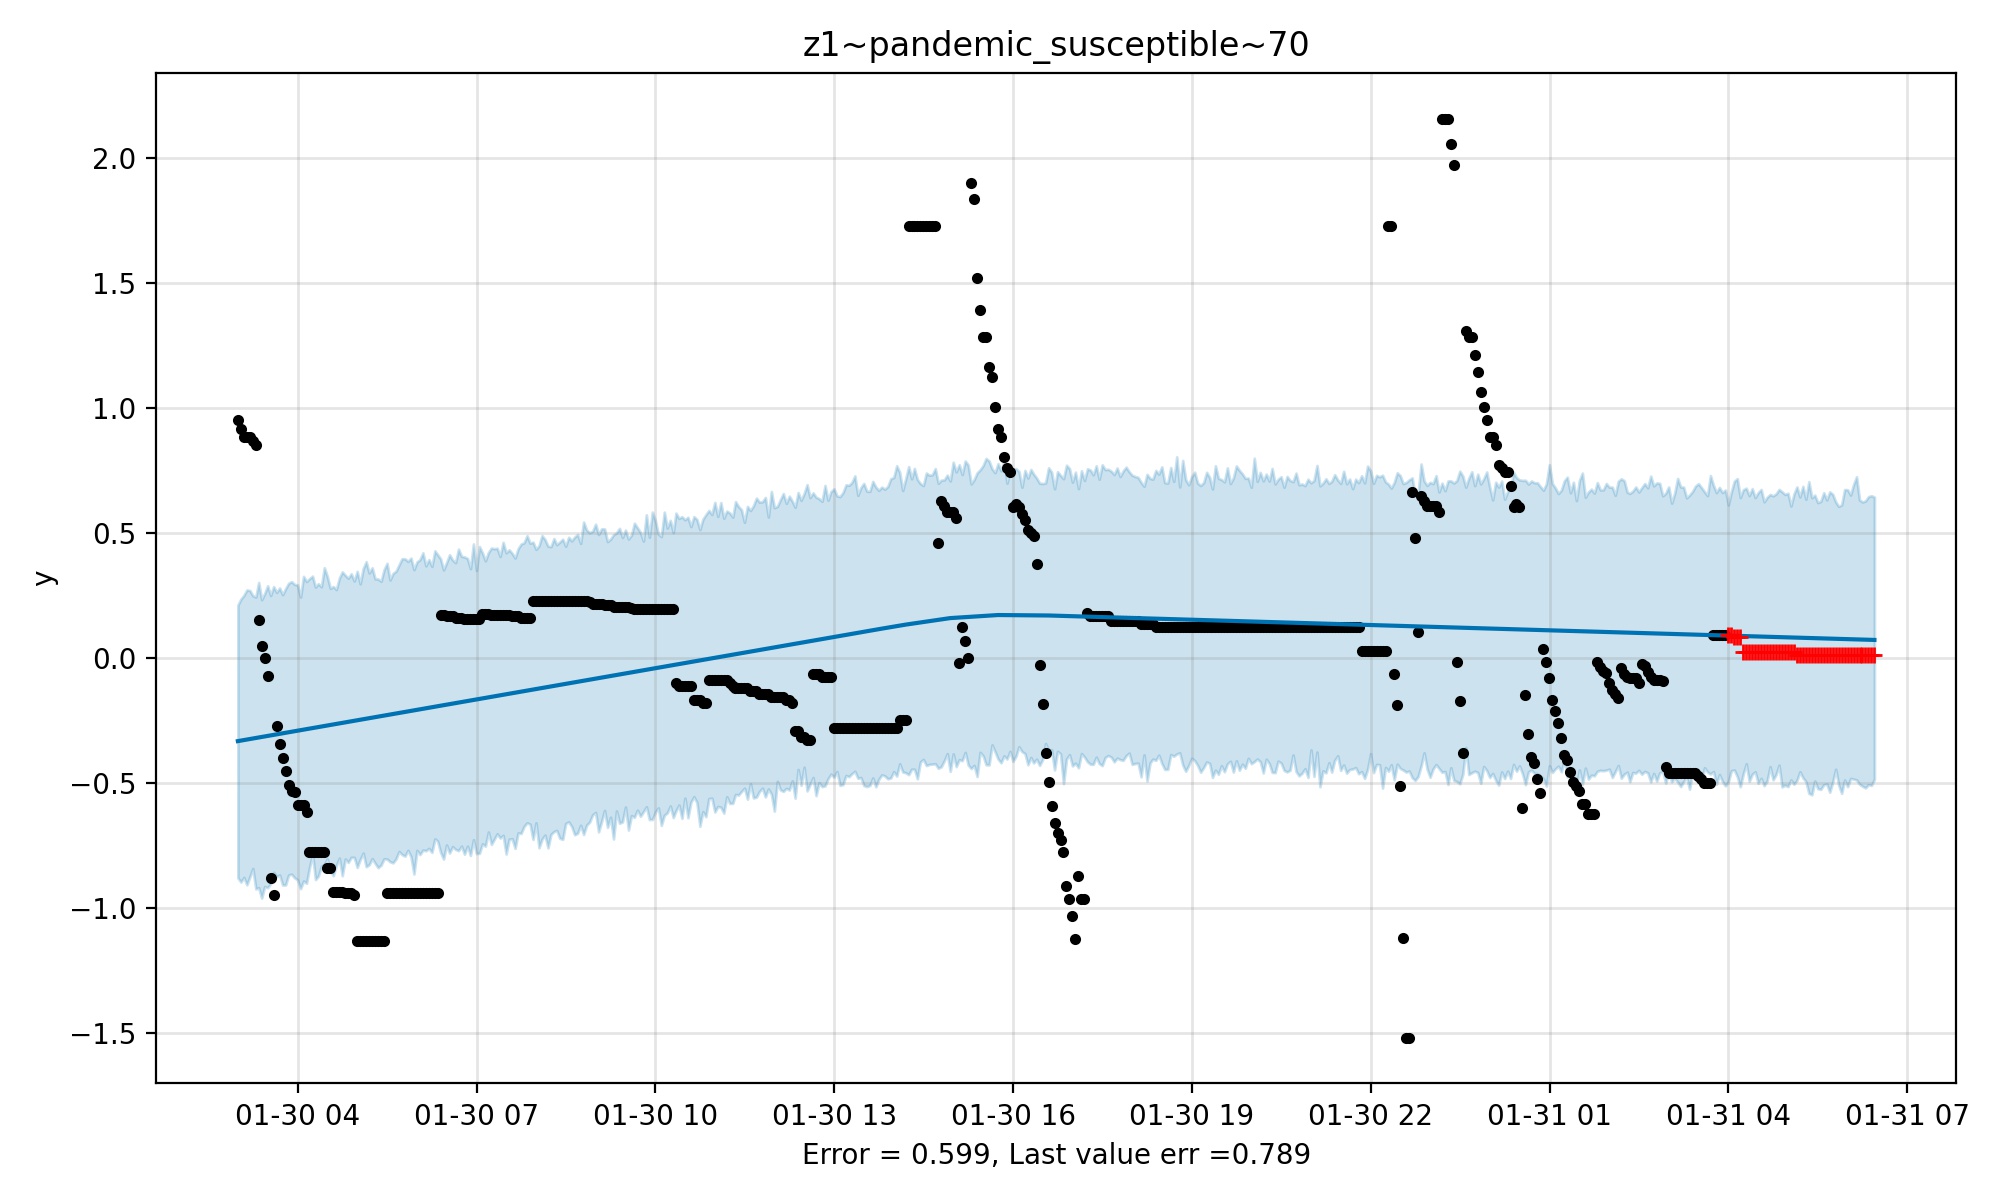 z1~pandemic_susceptible~70
y
2.0
1.5
1.0
0.5
0.0
−0.5
−1.0
−1.5
01-30 04 01-30 07 01-30 10 01-30 13 01-30 16 01-30 19 01-30 22 01-31 01 01-31 04 01-31 07
Error = 0.599, Last value err =0.789